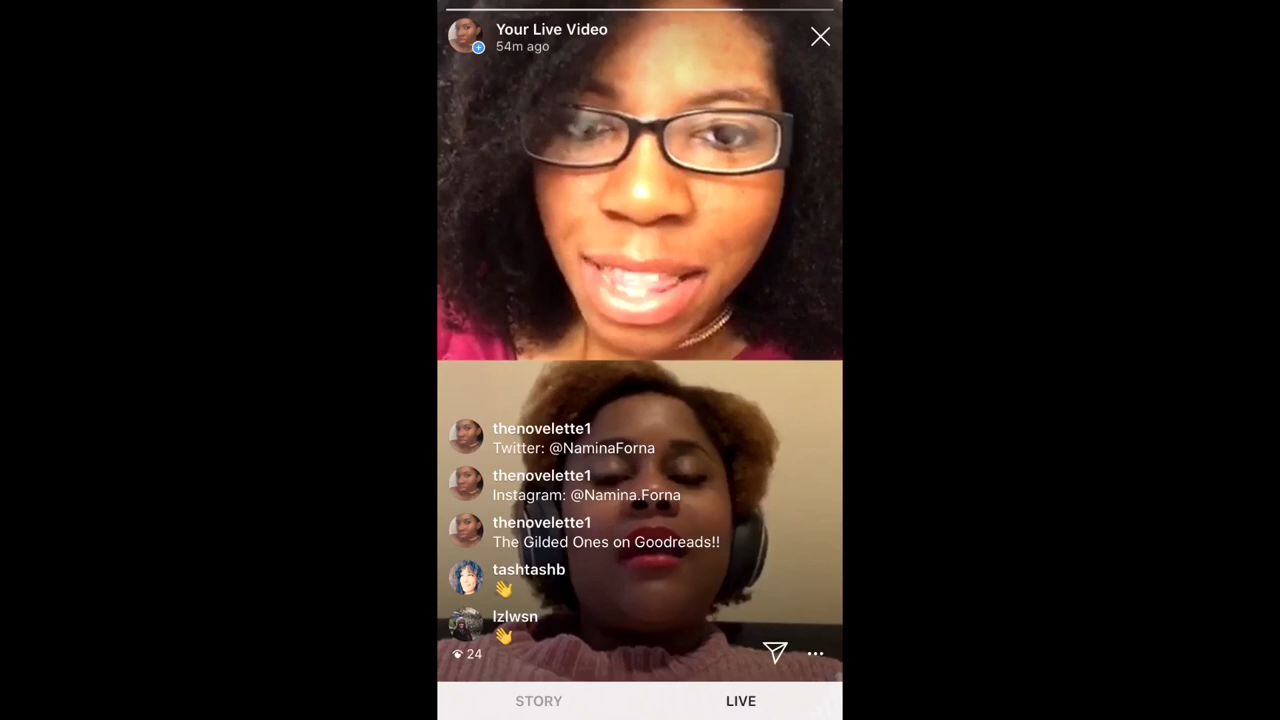 Your Live Video
54m ago
thenovelette1
Twitter: @NaminaForna
thenovelette1
Instagram: @Namina.Forna
thenovelette1
The Gilded Ones on Goodreads!!
tashtashb
👋
lzlwsn
👋
24
STORY
LIVE